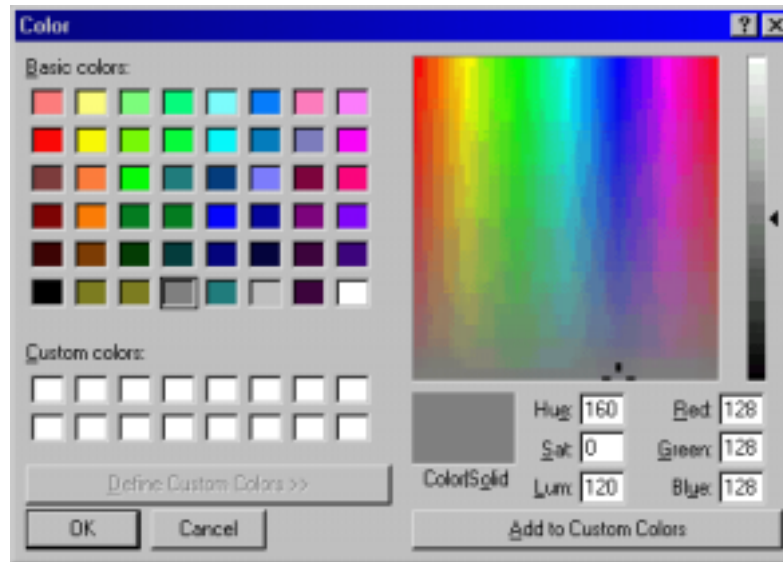 Color
Basic colors:
Custom colors:
Define Custom Colors >>
OK Cancel
Color|Solid
Hue: 160 Red: 128
Sat: 0 Green: 128
Lum: 120 Blue: 128
Add to Custom Colors